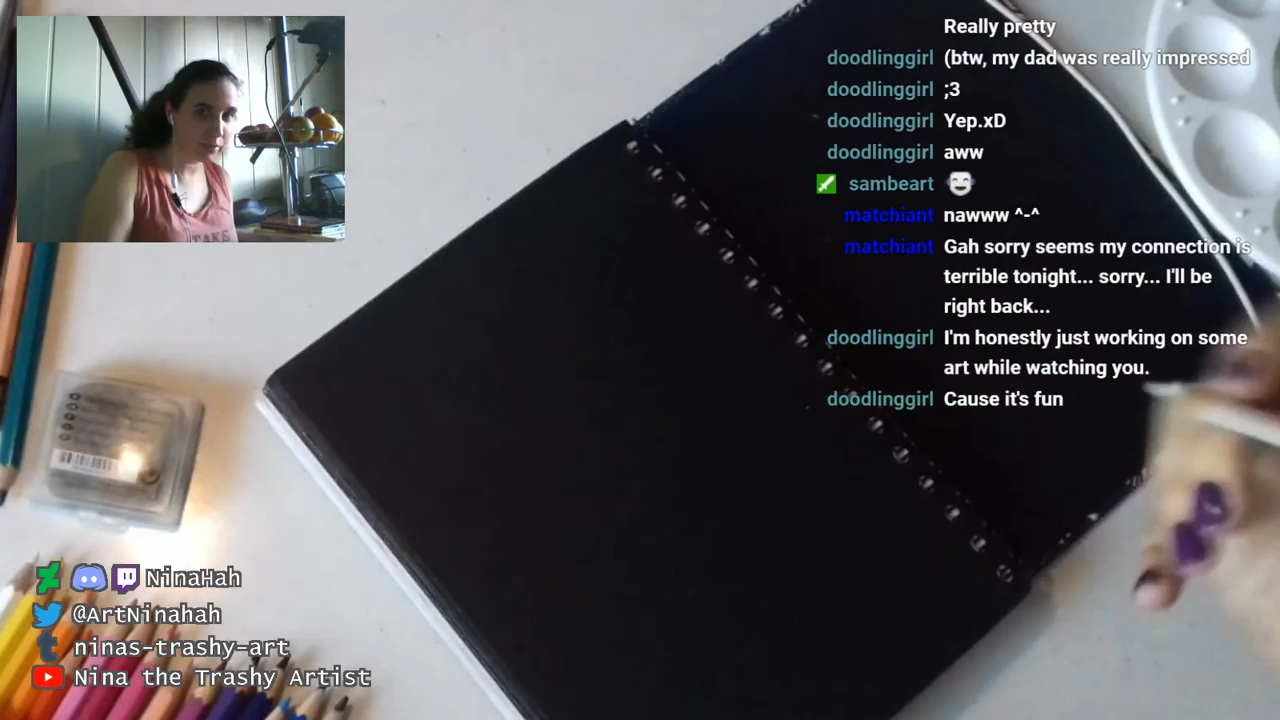 Really pretty
doodlinggirl (btw, my dad was really impressed
doodlinggirl ;3
doodlinggirl Yep.xD
doodlinggirl aww
sambeart
matchiant nawww ^-^
matchiant Gah sorry seems my connection is
terrible tonight... sorry... I'll be
right back...
doodlinggirl I'm honestly just working on some
art while watching you.
doodlinggirl Cause it's fun
TAKE
NinaHah
@ArtNinahah
ninas-trashy-art
Nina the Trashy Artist